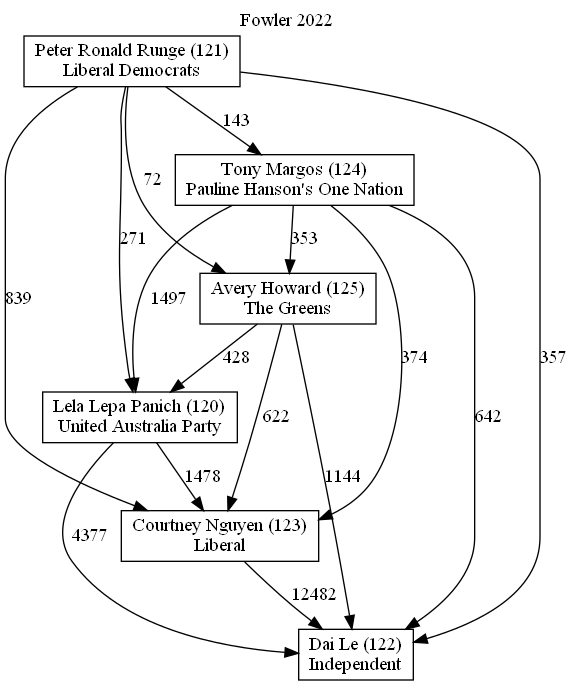 Fowler 2022
Peter Ronald Runge (121)
Liberal Democrats
143
Tony Margos (124)
Pauline Hanson's One Nation
72
271
1497
353
839
374
357
Avery Howard (125)
The Greens
428
622
642
Lela Lepa Panich (120)
United Australia Party
1478
1144
4377
Courtney Nguyen (123)
Liberal
12482
Dai Le (122)
Independent